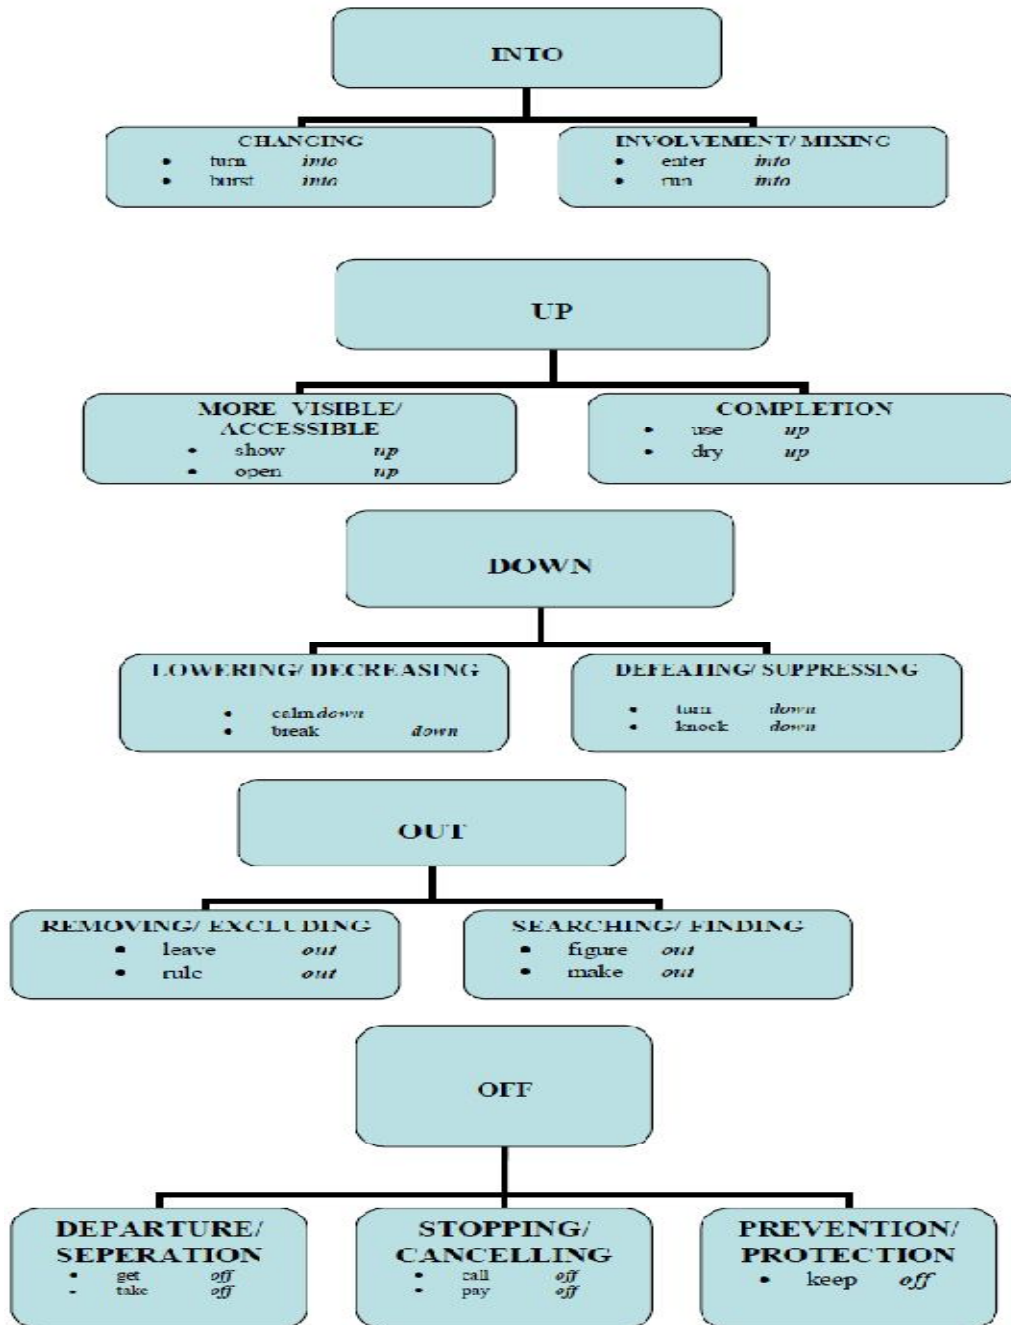 INTO
CHANGING
• turn into
• burst into
INVOLVEMENT/ MIXING
• enter into
• run into
UP
MORE VISIBLE/
ACCESSIBLE
• show up
• open up
COMPLETION
• use up
• dry up
DOWN
LOWERING/ DECREASING
• calm down
• break down
DEFEATING/ SUPPRESSING
• turn down
• knock down
OUT
REMOVING/ EXCLUDING
• leave out
• rule out
SEARCHING/ FINDING
• figure out
• make out
OFF
DEPARTURE/
SEPERATION
• get off
• take off
STOPPING/
CANCELLING
• call off
• pay off
PREVENTION/
PROTECTION
• keep off